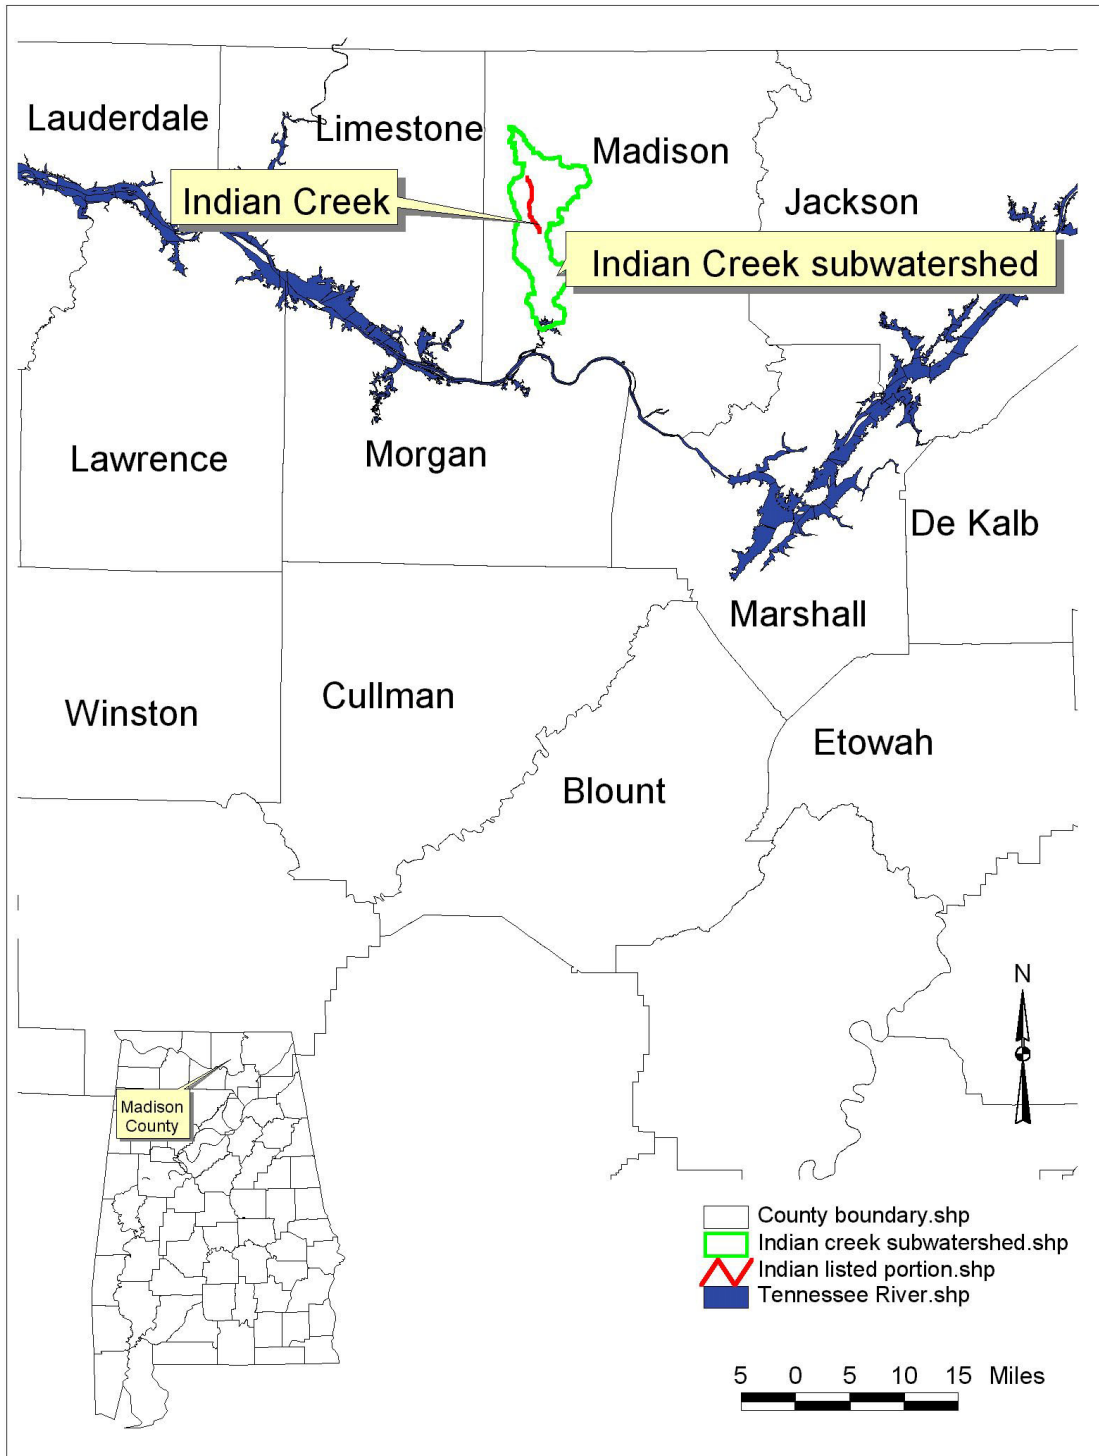 Lauderdale
Limestone
Madison
Indian Creek
Jackson
Indian Creek subwatershed
Lawrence
Morgan
De Kalb
Marshall
Winston
Cullman
Etowah
Blount
N
Madison
County
County boundary.shp
Indian creek subwatershed.shp
Indian listed portion.shp
Tennessee River.shp
5 0 5 10 15 Miles